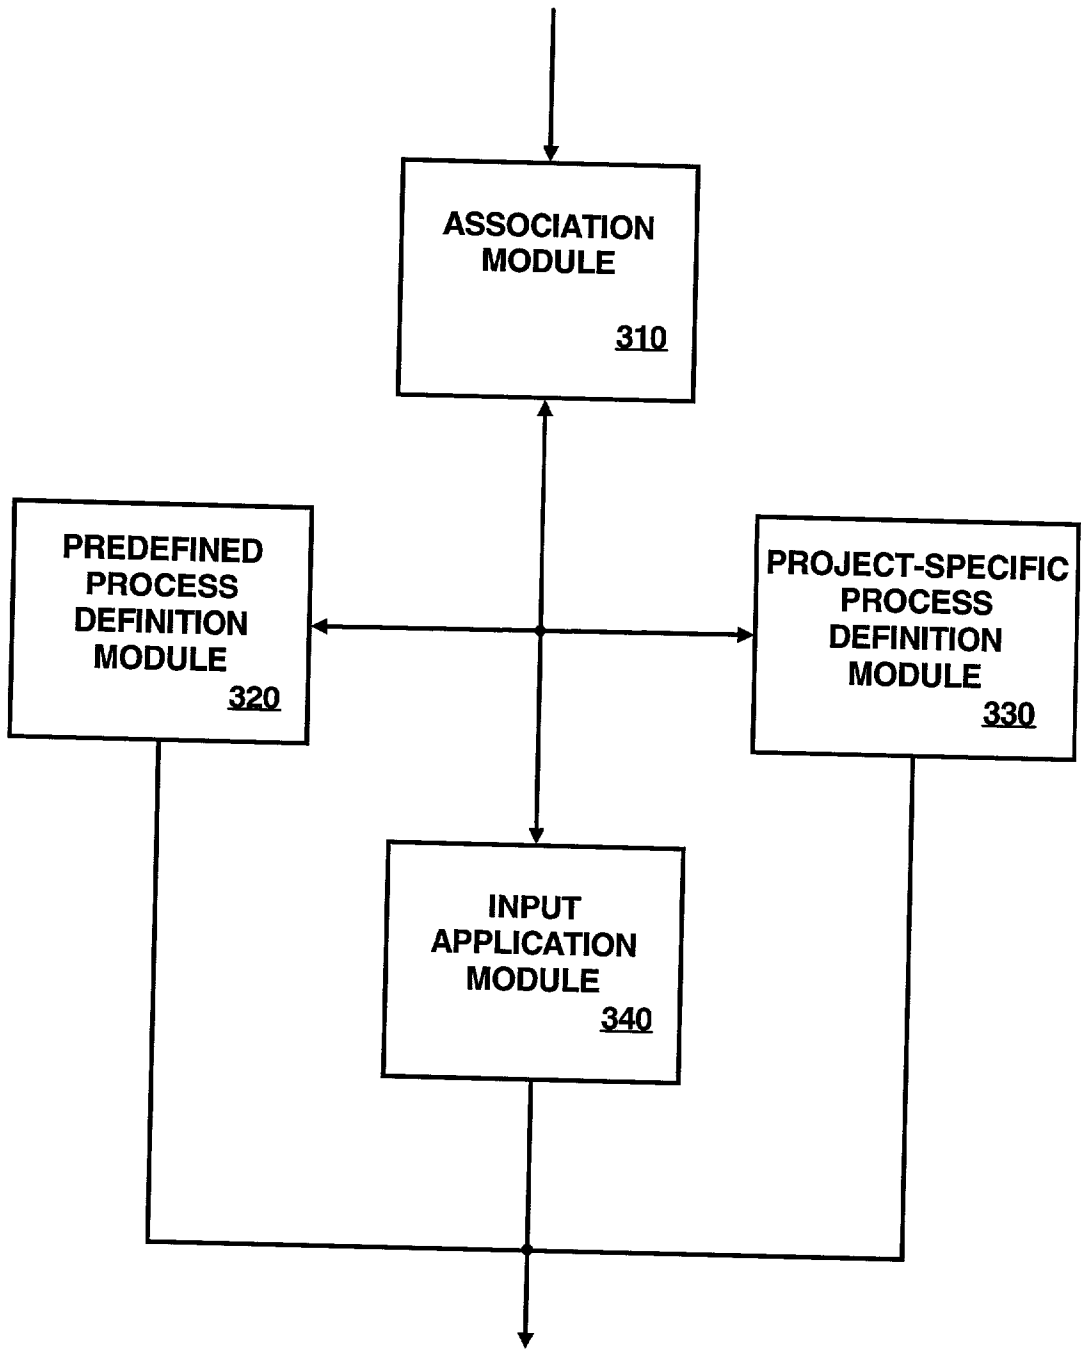 ASSOCIATION
MODULE
310
PREDEFINED
PROCESS
DEFINITION
MODULE
320
PROJECT-SPECIFIC
PROCESS
DEFINITION
MODULE
330
INPUT
APPLICATION
MODULE
340